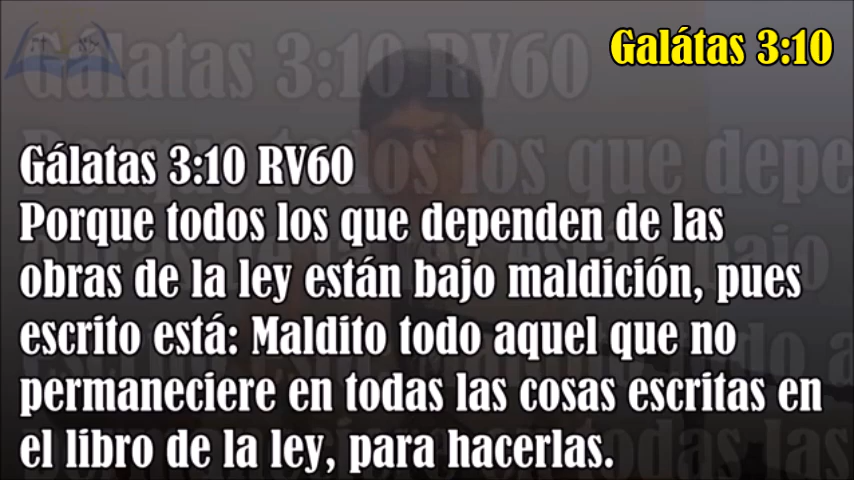 Galátas 3:10
Gálatas 3:10 RV60
Porque todos los que dependen de las
obras de la ley están bajo maldición, pues
escrito está: Maldito todo aquel que no
permaneciere en todas las cosas escritas en
el libro de la ley, para hacerlas.